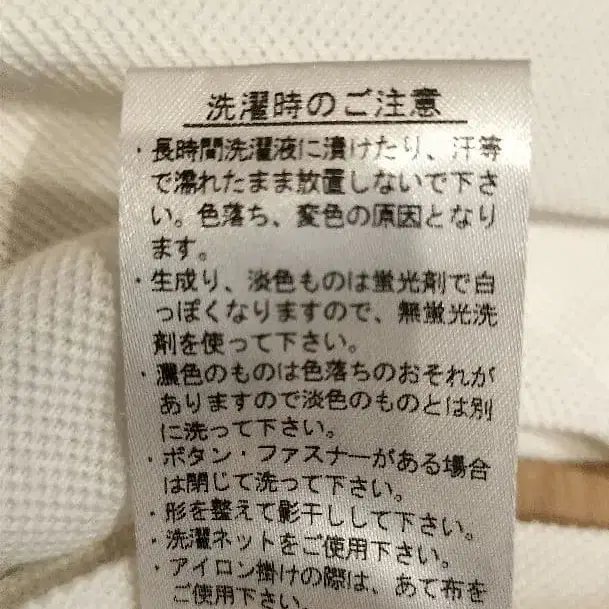 洗濯時のご注意
・長時間洗濯液に漬けたり、汗等
で濡れたまま放置しないで下さ
い。色落ち、変色の原因となり
ます。
・生成り、淡色ものは蛍光剤で白
っぽくなりますので、無蛍光洗
剤を使って下さい。
・濃色のものは色落ちのおそれが
ありますので淡色のものとは別
に洗って下さい。
・ボタン・ファスナーがある場合
は閉じて洗って下さい。
・形を整えて影干しして下さい。
・洗濯ネットをご使用下さい。
・アイロン掛けの際は、あて布を
ご使用下さい。